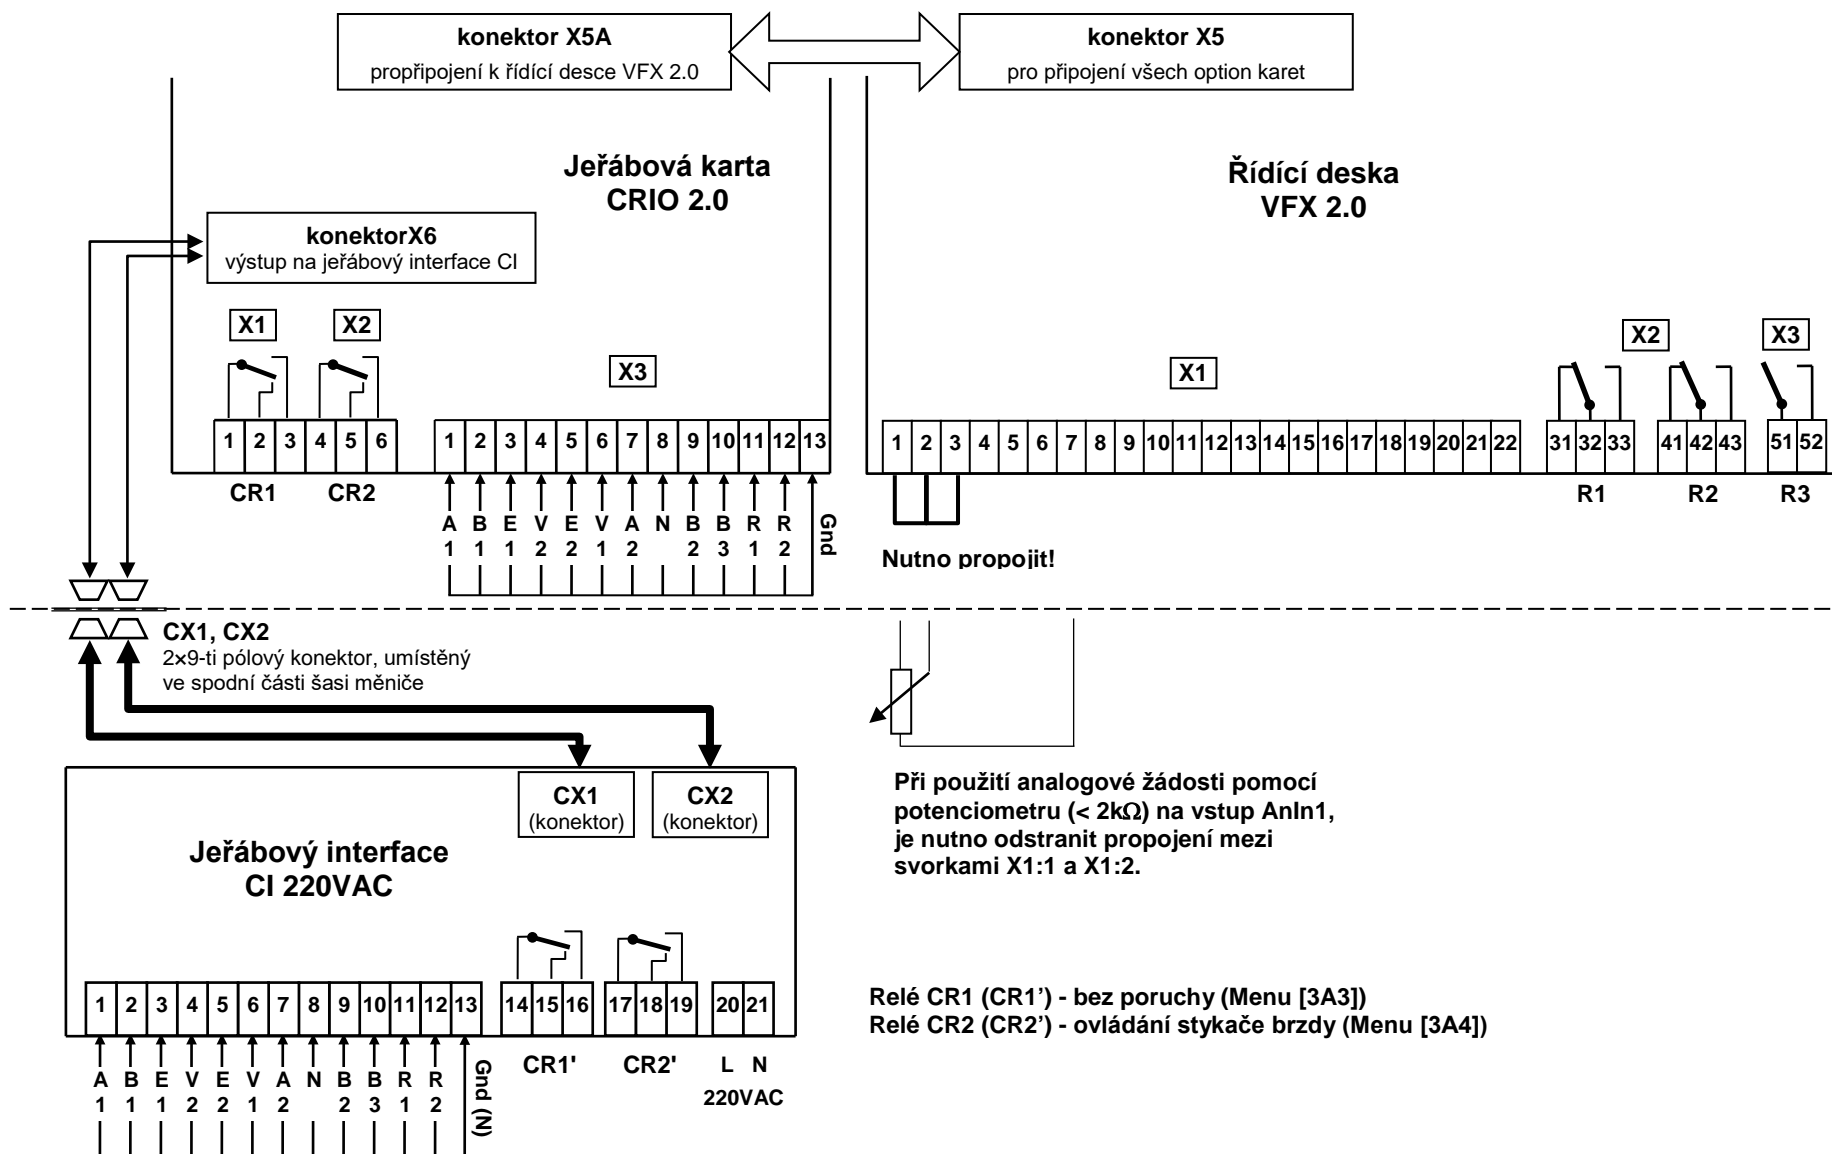 konektor X5A
propřipojení k řídící desce VFX 2.0
konektor X5
pro připojení všech option karet
Jeřábová karta
CRIO 2.0
Řídící deska
VFX 2.0
konektorX6
výstup na jeřábový interface CI
X1
X2
X3
X1
X2
X3
1 2 3 4 5 6
1 2 3 4 5 6 7 8 9 10 11 12 13
1 2 3 4 5 6 7 8 9 10 11 12 13 14 15 16 17 18 19 20 21 22
31 32 33
41 42 43
51 52
CR1
CR2
R1
R2
R3
A1 B1 E1 V2 E2 V1 A2 N B2 B3 R1 R2 Gnd
Nutno propojit!
CX1, CX2
2×9-ti pólový konektor, umístěný
ve spodní části šasi měniče
CX1
(konektor)
CX2
(konektor)
Jeřábový interface
CI 220VAC
Při použití analogové žádosti pomocí
potenciometru (< 2kΩ) na vstup AnIn1,
je nutno odstranit propojení mezi
svorkami X1:1 a X1:2.
1 2 3 4 5 6 7 8 9 10 11 12 13
14 15 16
17 18 19
20 21
CR1'
CR2'
L N
220VAC
A1 B1 E1 V2 E2 V1 A2 N B2 B3 R1 R2 Gnd (N)
Relé CR1 (CR1’) - bez poruchy (Menu [3A3])
Relé CR2 (CR2’) - ovládání stykače brzdy (Menu [3A4])